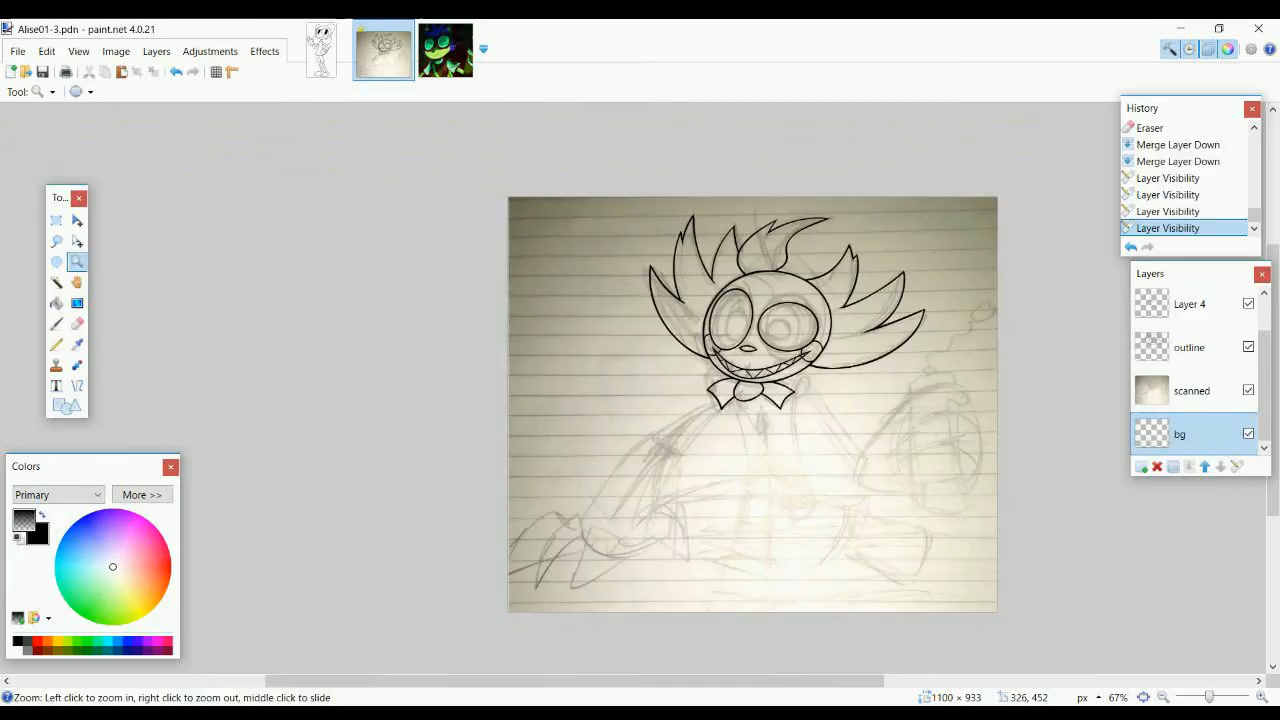 Alise01-3.pdn - paint.net 4.0.21
File Edit View Image Layers Adjustments Effects
Tool:
To...
History
Eraser
Merge Layer Down
Merge Layer Down
Layer Visibility
Layer Visibility
Layer Visibility
Layer Visibility
Layers
Layer 4
outline
scanned
bg
Colors
Primary
More >>
Zoom: Left click to zoom in, right click to zoom out, middle click to slide
1100 × 933
326, 452
px
67%